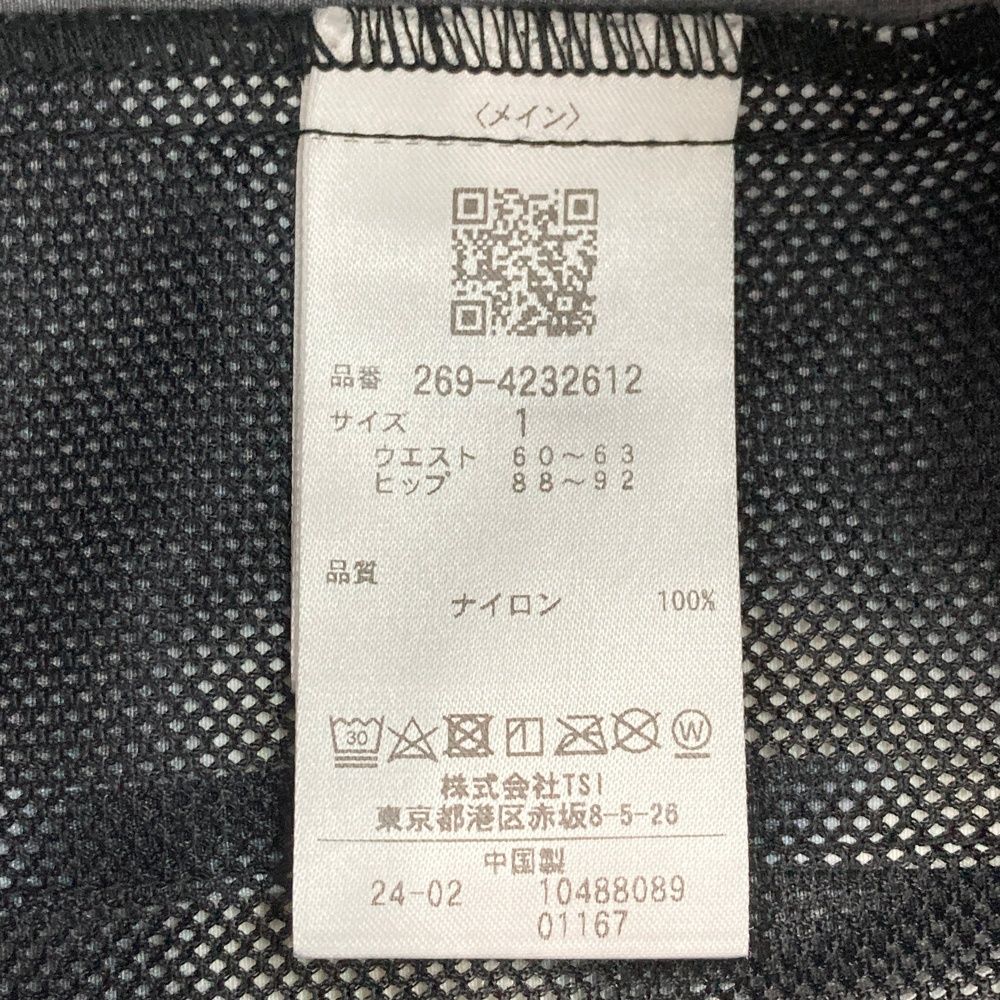 〈メイン〉
品番 269-4232612
サイズ 1
ウエスト 60～63
ヒップ 88～92
品質
ナイロン 100%
30
W
株式会社TSI
東京都港区赤坂8-5-26
中国製
24-02 10488089
01167